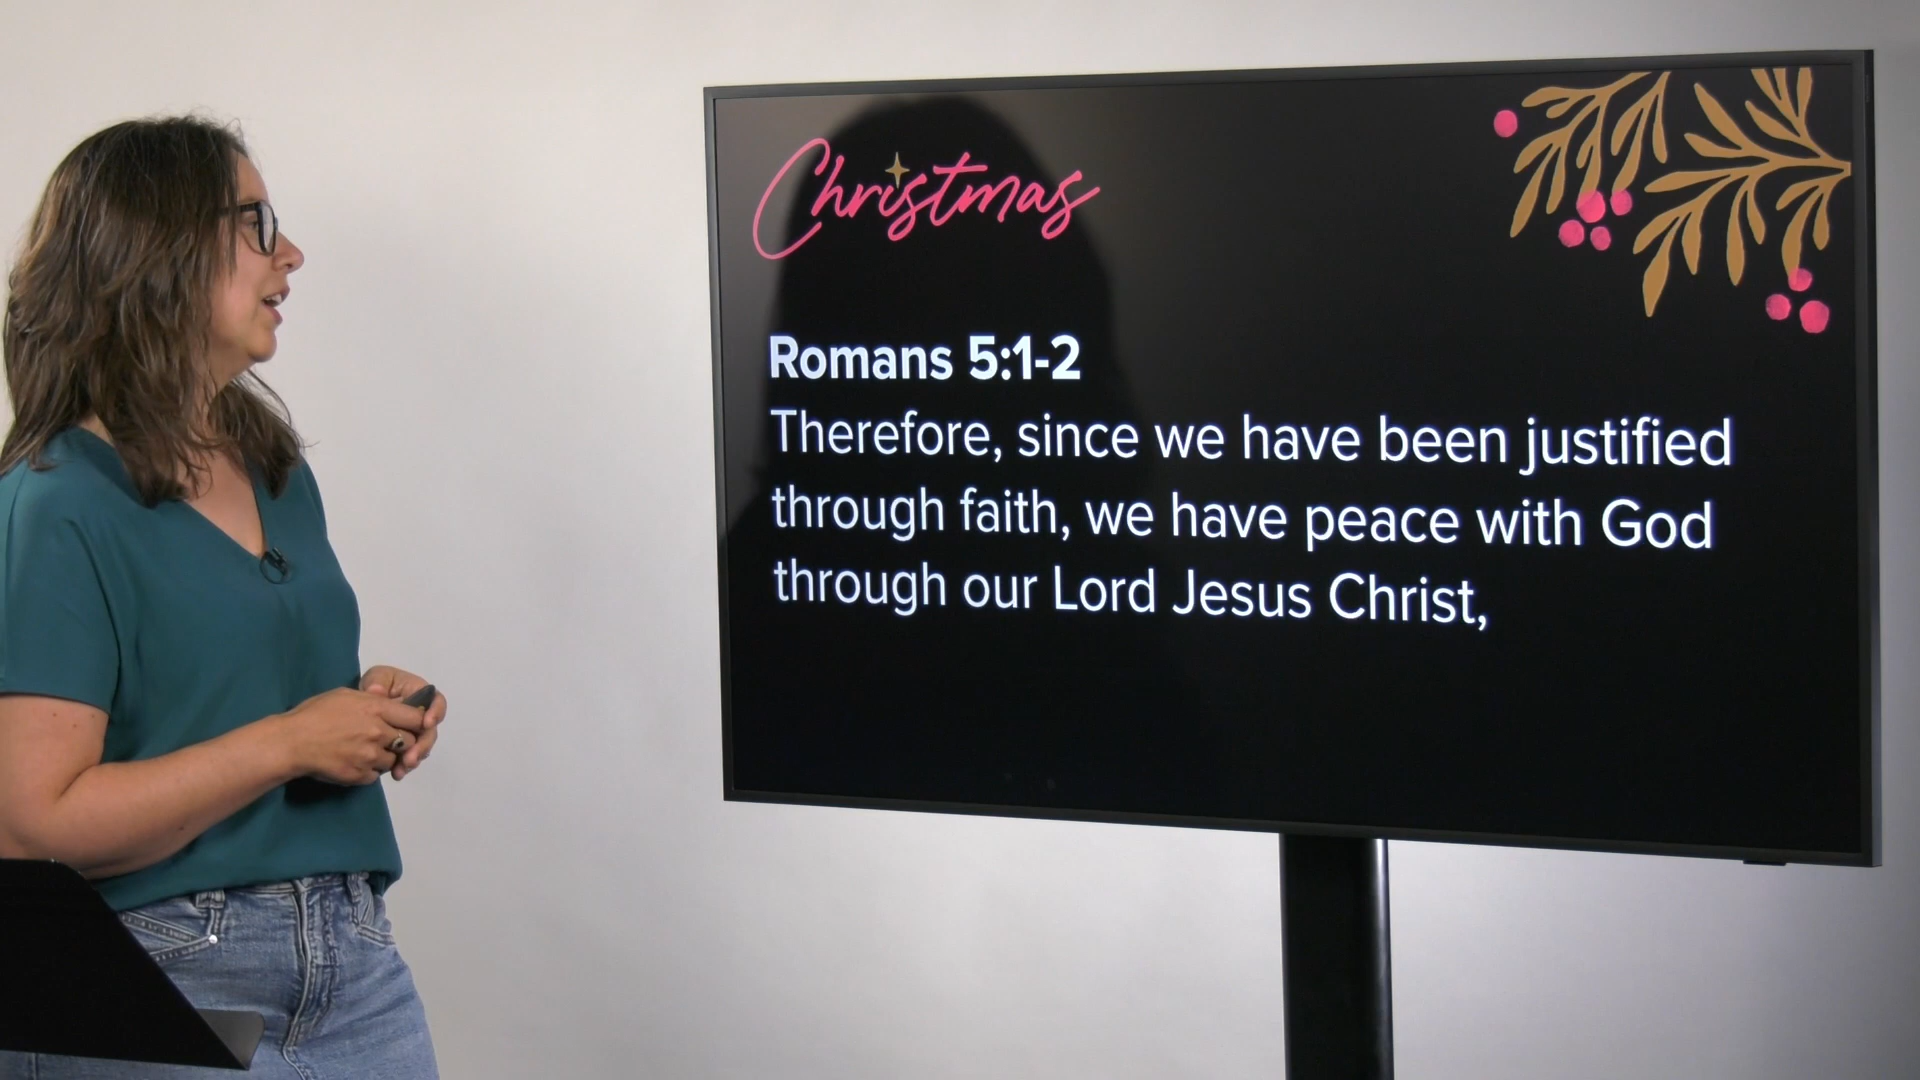 Christmas
Romans 5:1-2
Therefore, since we have been justified
through faith, we have peace with God
through our Lord Jesus Christ,